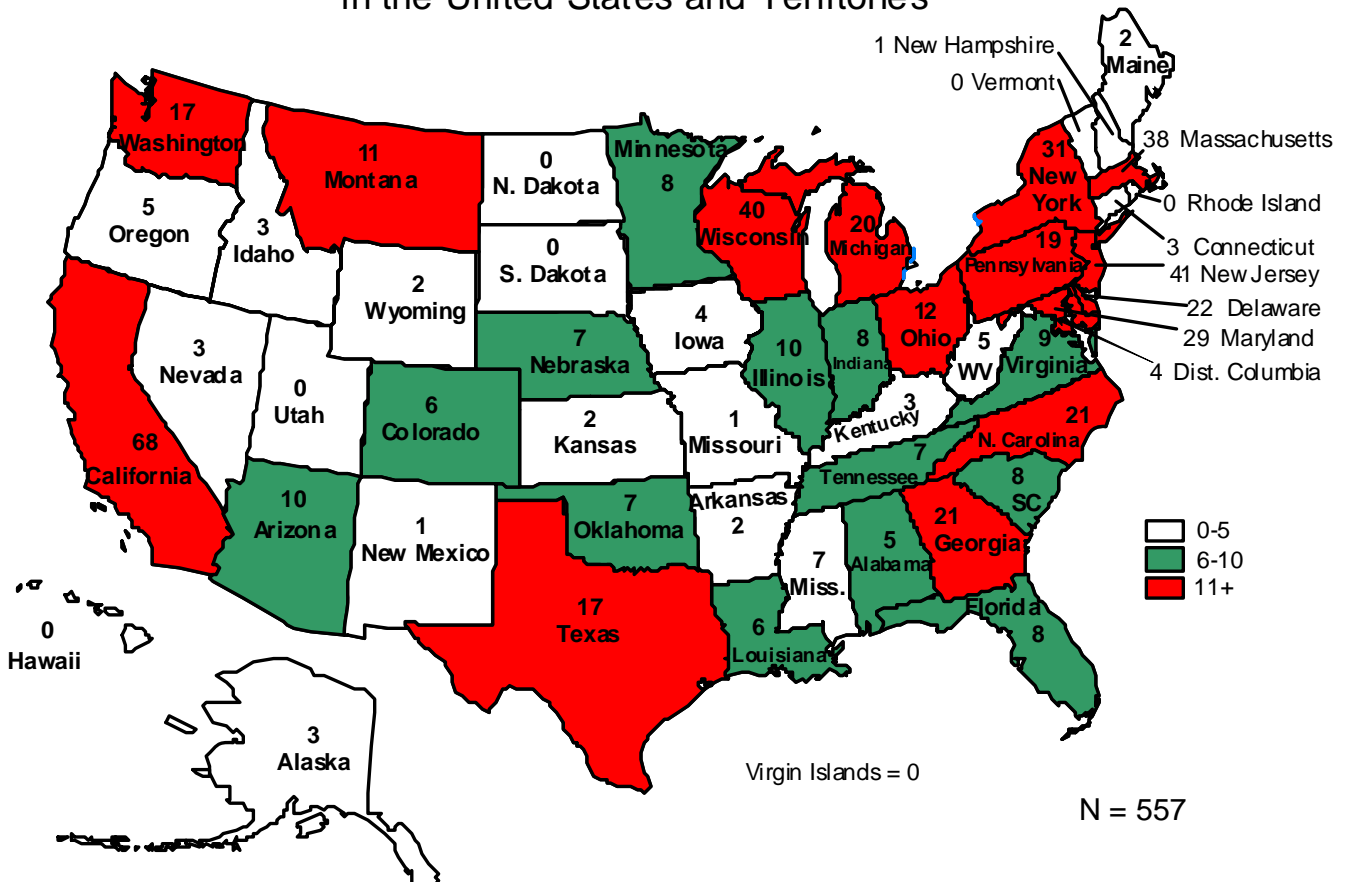 in the United States and Territories
1 New Hampshire
0 Vermont
2
Maine
38 Massachusetts
0 Rhode Island
3 Connecticut
41 New Jersey
22 Delaware
29 Maryland
4 Dist. Columbia
17
Washington
11
Montana
0
N. Dakota
Minnesota
8
31
New
York
5
Oregon
3
Idaho
0
S. Dakota
40
Wisconsin
20
Michigan
19
Pennsylvania
2
Wyoming
4
Iowa
12
Ohio
3
Nevada
0
Utah
7
Nebraska
10
Illinois
8
Indiana
5
WV
9
Virginia
68
California
6
Colorado
2
Kansas
1
Missouri
3
Kentucky
21
N. Carolina
7
Tennessee
10
Arizona
1
New Mexico
7
Oklahoma
Arkansas
2
8
SC
7
Miss.
5
Alabama
21
Georgia
0-5
6-10
11+
17
Texas
6
Louisiana
Florida
8
0
Hawaii
3
Alaska
Virgin Islands = 0
N = 557